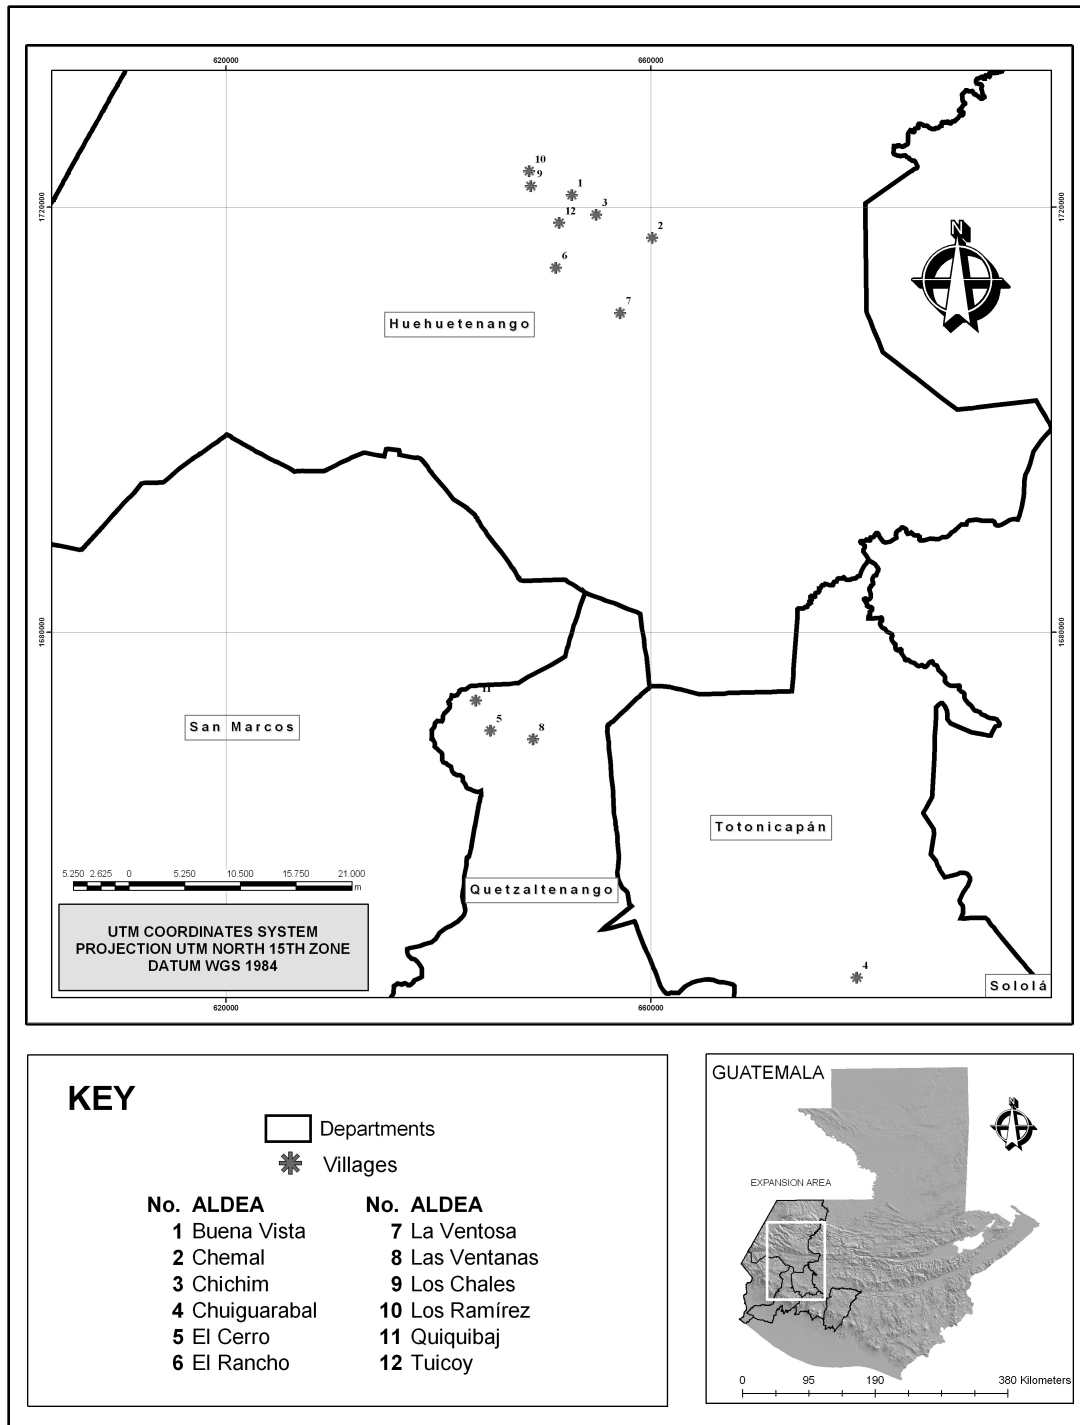 620000
660000
1720000
1720000
N
10
9
1
3
12
2
6
7
Huehuetenango
1680000
1680000
11
5
8
San Marcos
Totonicapán
5.250 2.625 0 5.250 10.500 15.750 21.000
m
Quetzaltenango
UTM COORDINATES SYSTEM
PROJECTION UTM NORTH 15TH ZONE
DATUM WGS 1984
4
Sololá
620000
660000
KEY
Departments
Villages
No. ALDEA
1 Buena Vista
2 Chemal
3 Chichim
4 Chuiguarabal
5 El Cerro
6 El Rancho
No. ALDEA
7 La Ventosa
8 Las Ventanas
9 Los Chales
10 Los Ramírez
11 Quiquibaj
12 Tuicoy
GUATEMALA
N
EXPANSION AREA
0 95 190 380 Kilometers